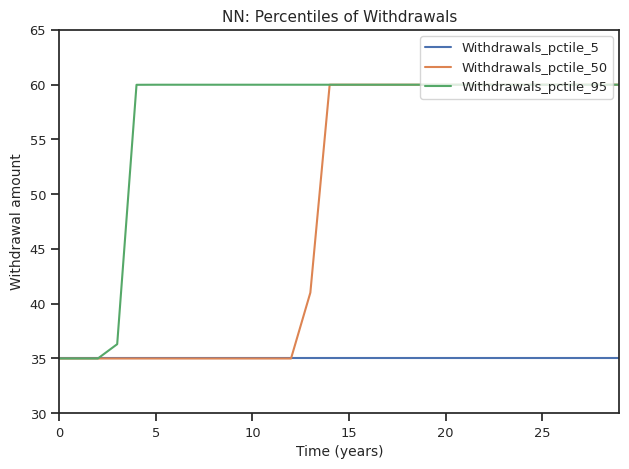 NN: Percentiles of Withdrawals
Withdrawals_pctile_5
Withdrawals_pctile_50
Withdrawals_pctile_95
Withdrawal amount
65
60
55
50
45
40
35
30
0 5 10 15 20 25
Time (years)